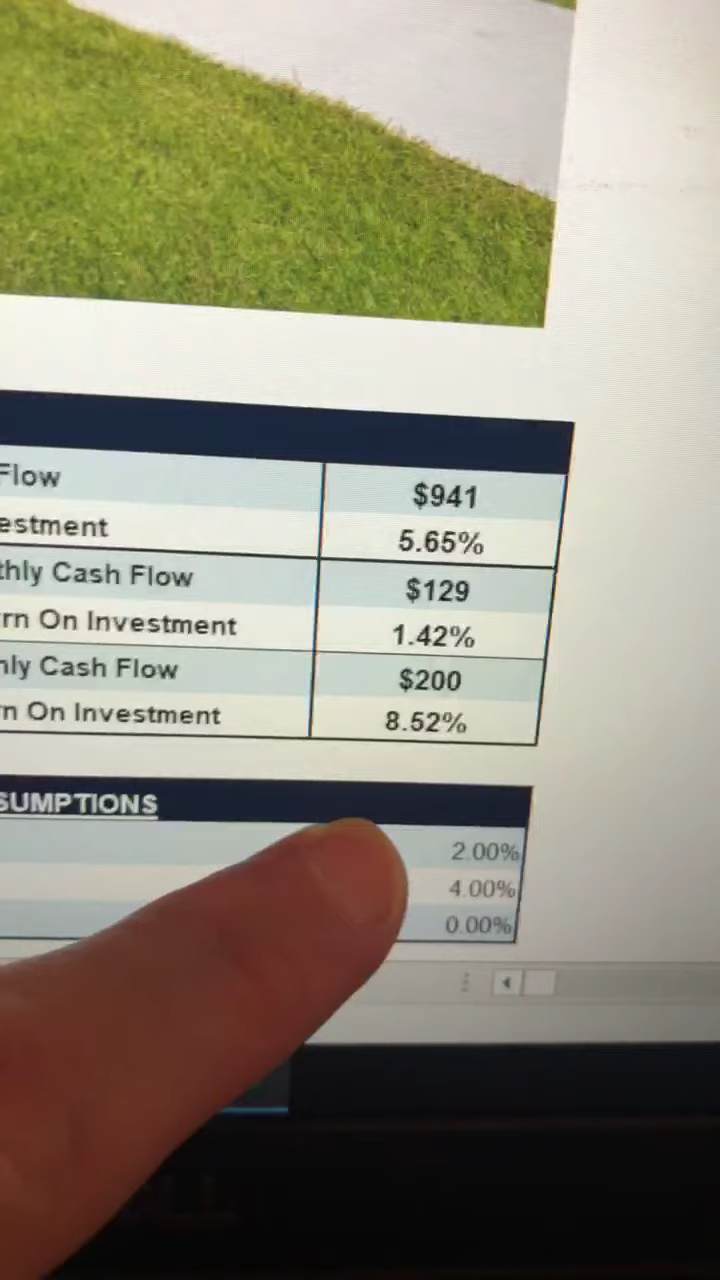 Flow $941
estment 5.65%
thly Cash Flow $129
rn On Investment 1.42%
nly Cash Flow $200
n On Investment 8.52%
SUMPTIONS
2.00%
4.00%
0.00%